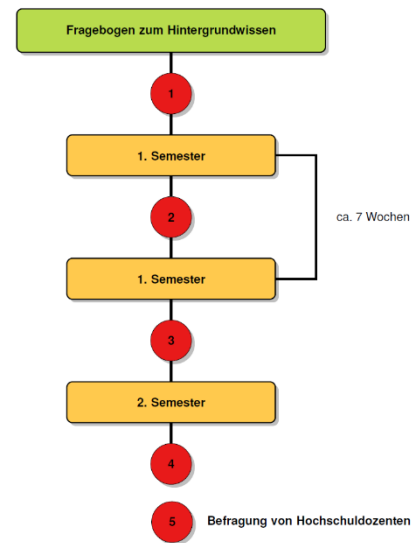 Fragebogen zum Hintergrundwissen
1
1. Semester
2
ca. 7 Wochen
1. Semester
3
2. Semester
4
5 Befragung von Hochschuldozenten